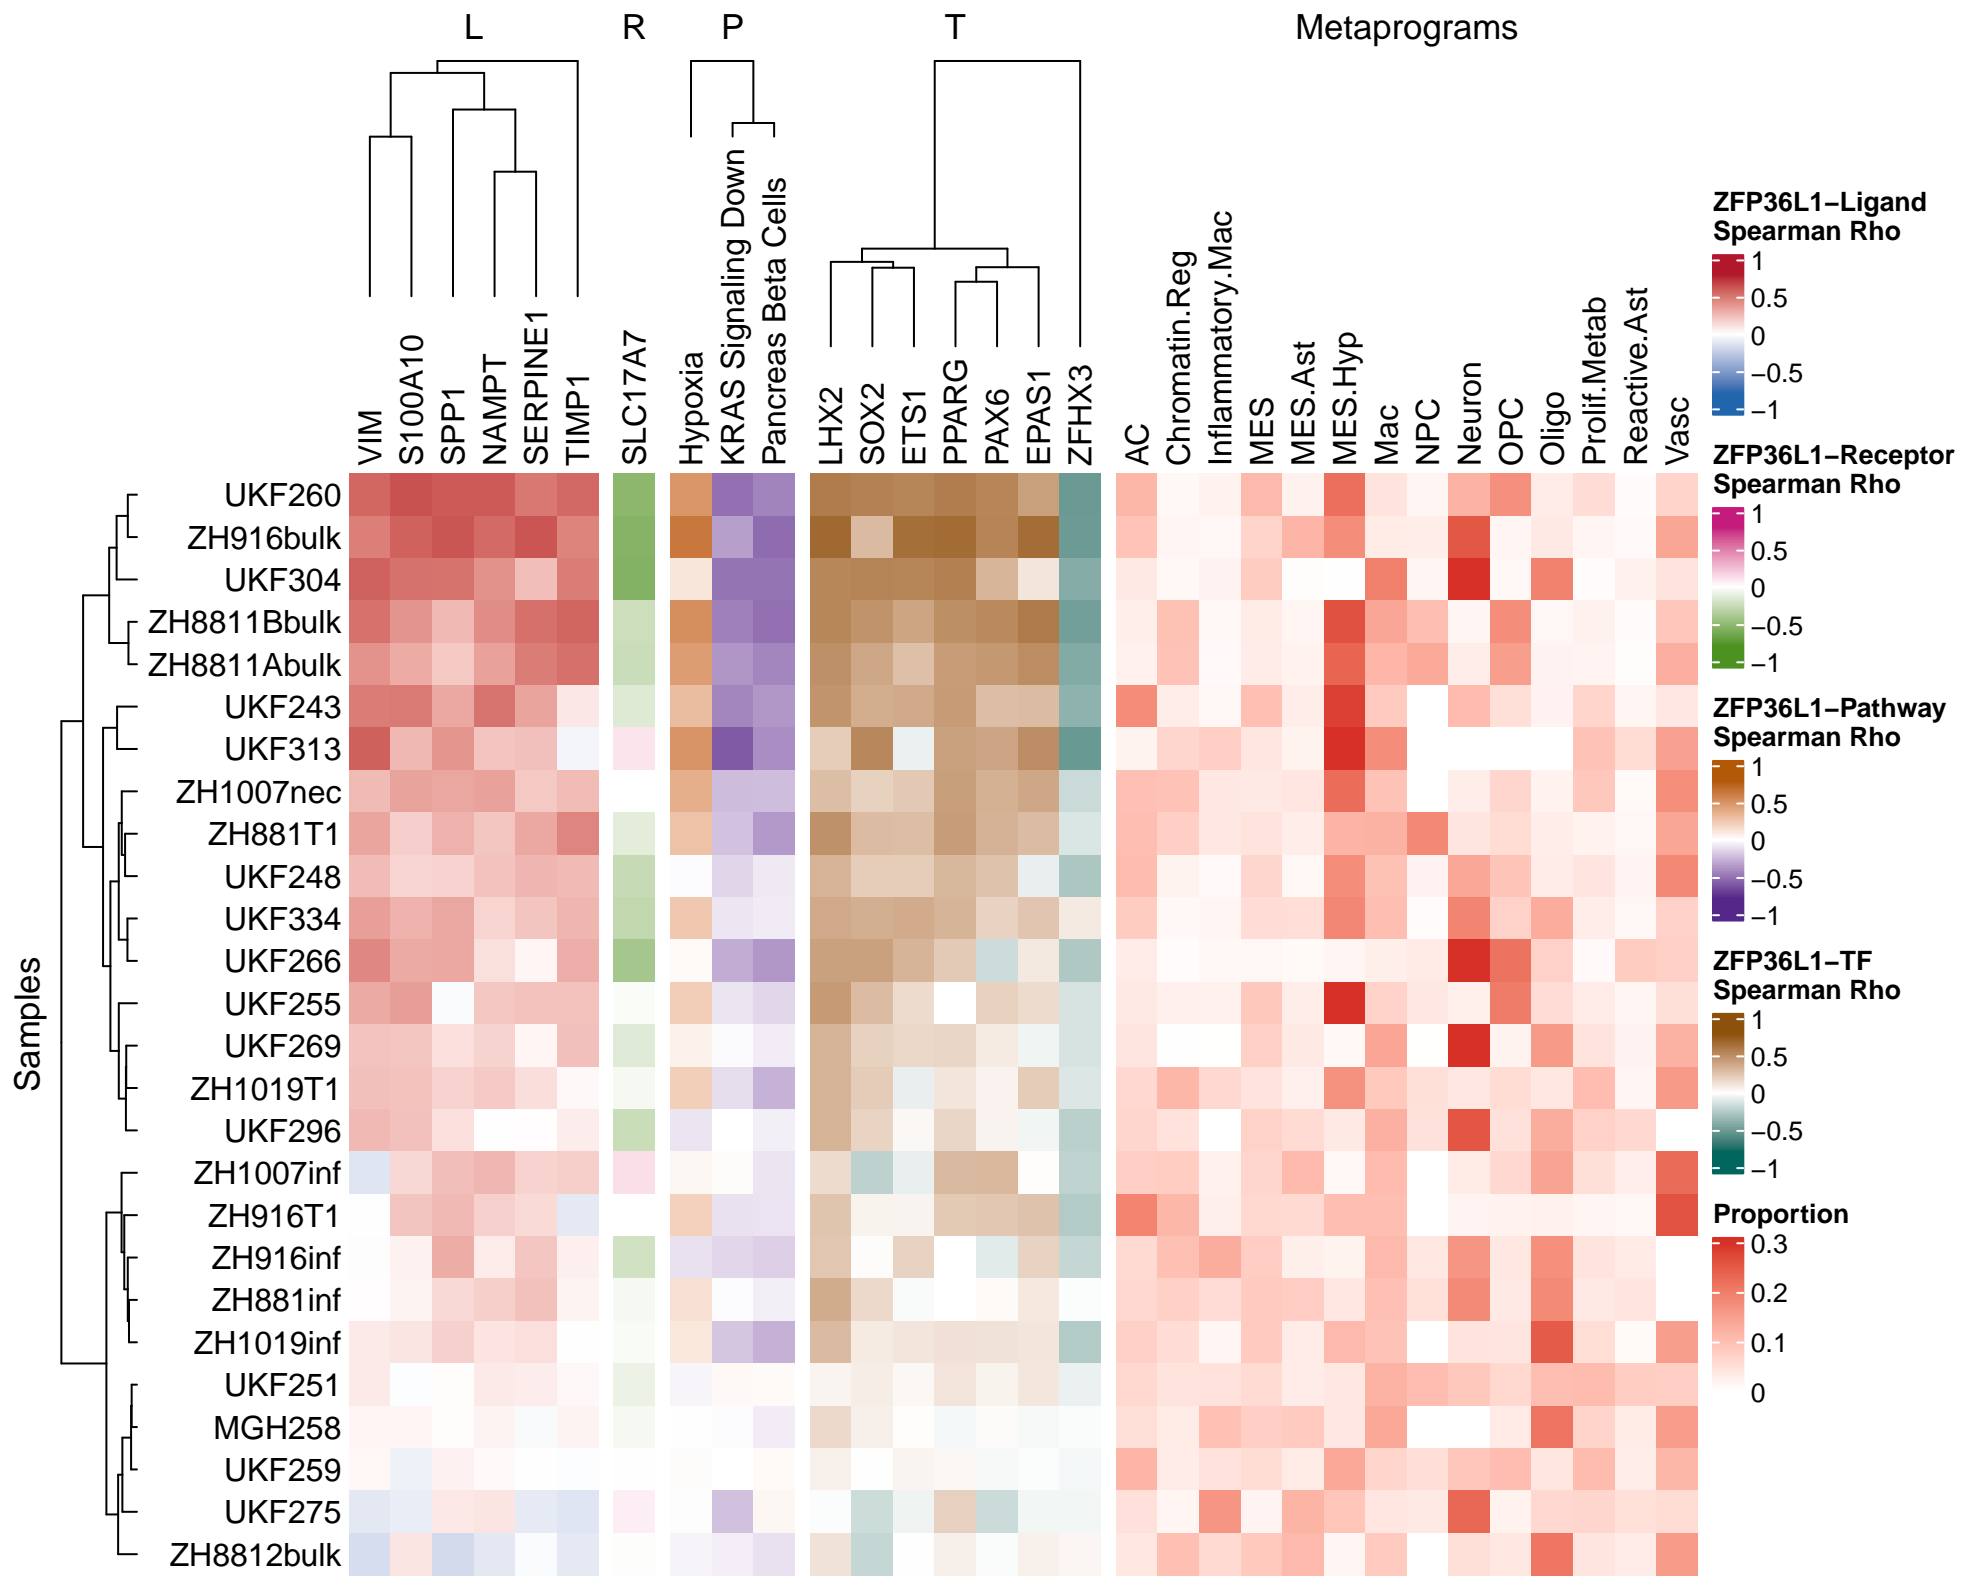 L
R
P
T
Metaprograms
VIM
S100A10
SPP1
NAMPT
SERPINE1
TIMP1
SLC17A7
Hypoxia
KRAS Signaling Down
Pancreas Beta Cells
LHX2
SOX2
ETS1
PPARG
PAX6
EPAS1
ZFHX3
AC
Chromatin.Reg
Inflammatory.Mac
MES
MES.Ast
MES.Hyp
Mac
NPC
Neuron
OPC
Oligo
Prolif.Metab
Reactive.Ast
Vasc
Samples
UKF260
ZH916bulk
UKF304
ZH8811Bbulk
ZH8811Abulk
UKF243
UKF313
ZH1007nec
ZH881T1
UKF248
UKF334
UKF266
UKF255
UKF269
ZH1019T1
UKF296
ZH1007inf
ZH916T1
ZH916inf
ZH881inf
ZH1019inf
UKF251
MGH258
UKF259
UKF275
ZH8812bulk
ZFP36L1−Ligand
Spearman Rho
1
0.5
0
−0.5
−1
ZFP36L1−Receptor
Spearman Rho
1
0.5
0
−0.5
−1
ZFP36L1−Pathway
Spearman Rho
1
0.5
0
−0.5
−1
ZFP36L1−TF
Spearman Rho
1
0.5
0
−0.5
−1
Proportion
0.3
0.2
0.1
0